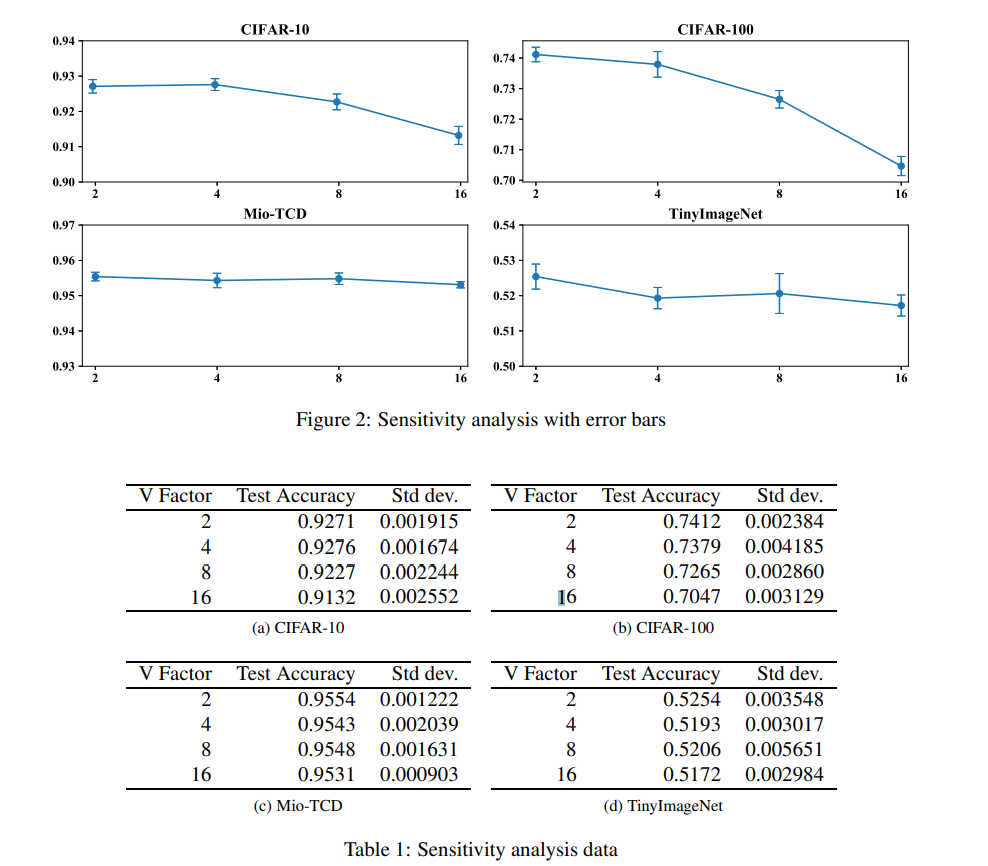 CIFAR-10
0.94
0.93
0.92
0.91
0.90
2 4 8 16
CIFAR-100
0.74
0.73
0.72
0.71
0.70
2 4 8 16
Mio-TCD
0.97
0.96
0.95
0.94
0.93
2 4 8 16
TinyImageNet
0.54
0.53
0.52
0.51
0.50
2 4 8 16
Figure 2: Sensitivity analysis with error bars
V Factor Test Accuracy Std dev.
2 0.9271 0.001915
4 0.9276 0.001674
8 0.9227 0.002244
16 0.9132 0.002552
(a) CIFAR-10
V Factor Test Accuracy Std dev.
2 0.7412 0.002384
4 0.7379 0.004185
8 0.7265 0.002860
16 0.7047 0.003129
(b) CIFAR-100
V Factor Test Accuracy Std dev.
2 0.9554 0.001222
4 0.9543 0.002039
8 0.9548 0.001631
16 0.9531 0.000903
(c) Mio-TCD
V Factor Test Accuracy Std dev.
2 0.5254 0.003548
4 0.5193 0.003017
8 0.5206 0.005651
16 0.5172 0.002984
(d) TinyImageNet
Table 1: Sensitivity analysis data